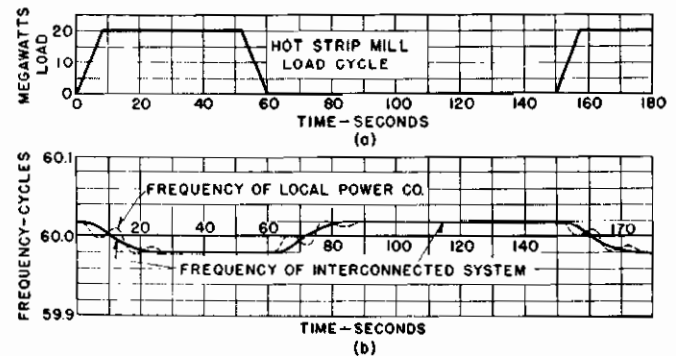 MEGAWATTS
LOAD
20
10
0
HOT STRIP MILL
LOAD CYCLE
0 20 40 60 80 100 120 140 160 180
TIME-SECONDS
(a)
FREQUENCY-CYCLES
60.1
60.0
59.9
FREQUENCY OF LOCAL POWER CO.
20 40 60 80 100 120 140 170
FREQUENCY OF INTERCONNECTED SYSTEM
TIME-SECONDS
(b)